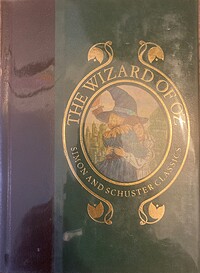 THE WIZARD OF OZ
SIMON AND SCHUSTER CLASSICS